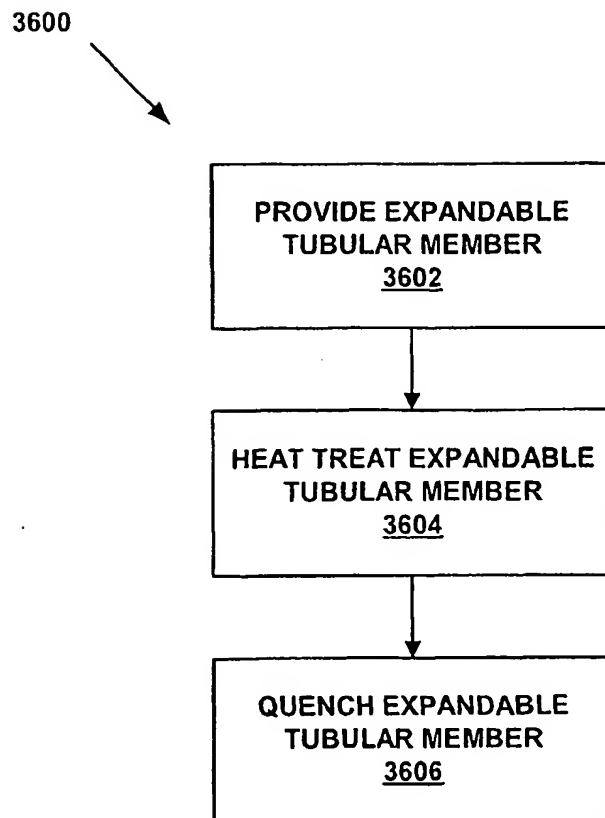 3600
PROVIDE EXPANDABLE
TUBULAR MEMBER
3602
HEAT TREAT EXPANDABLE
TUBULAR MEMBER
3604
QUENCH EXPANDABLE
TUBULAR MEMBER
3606